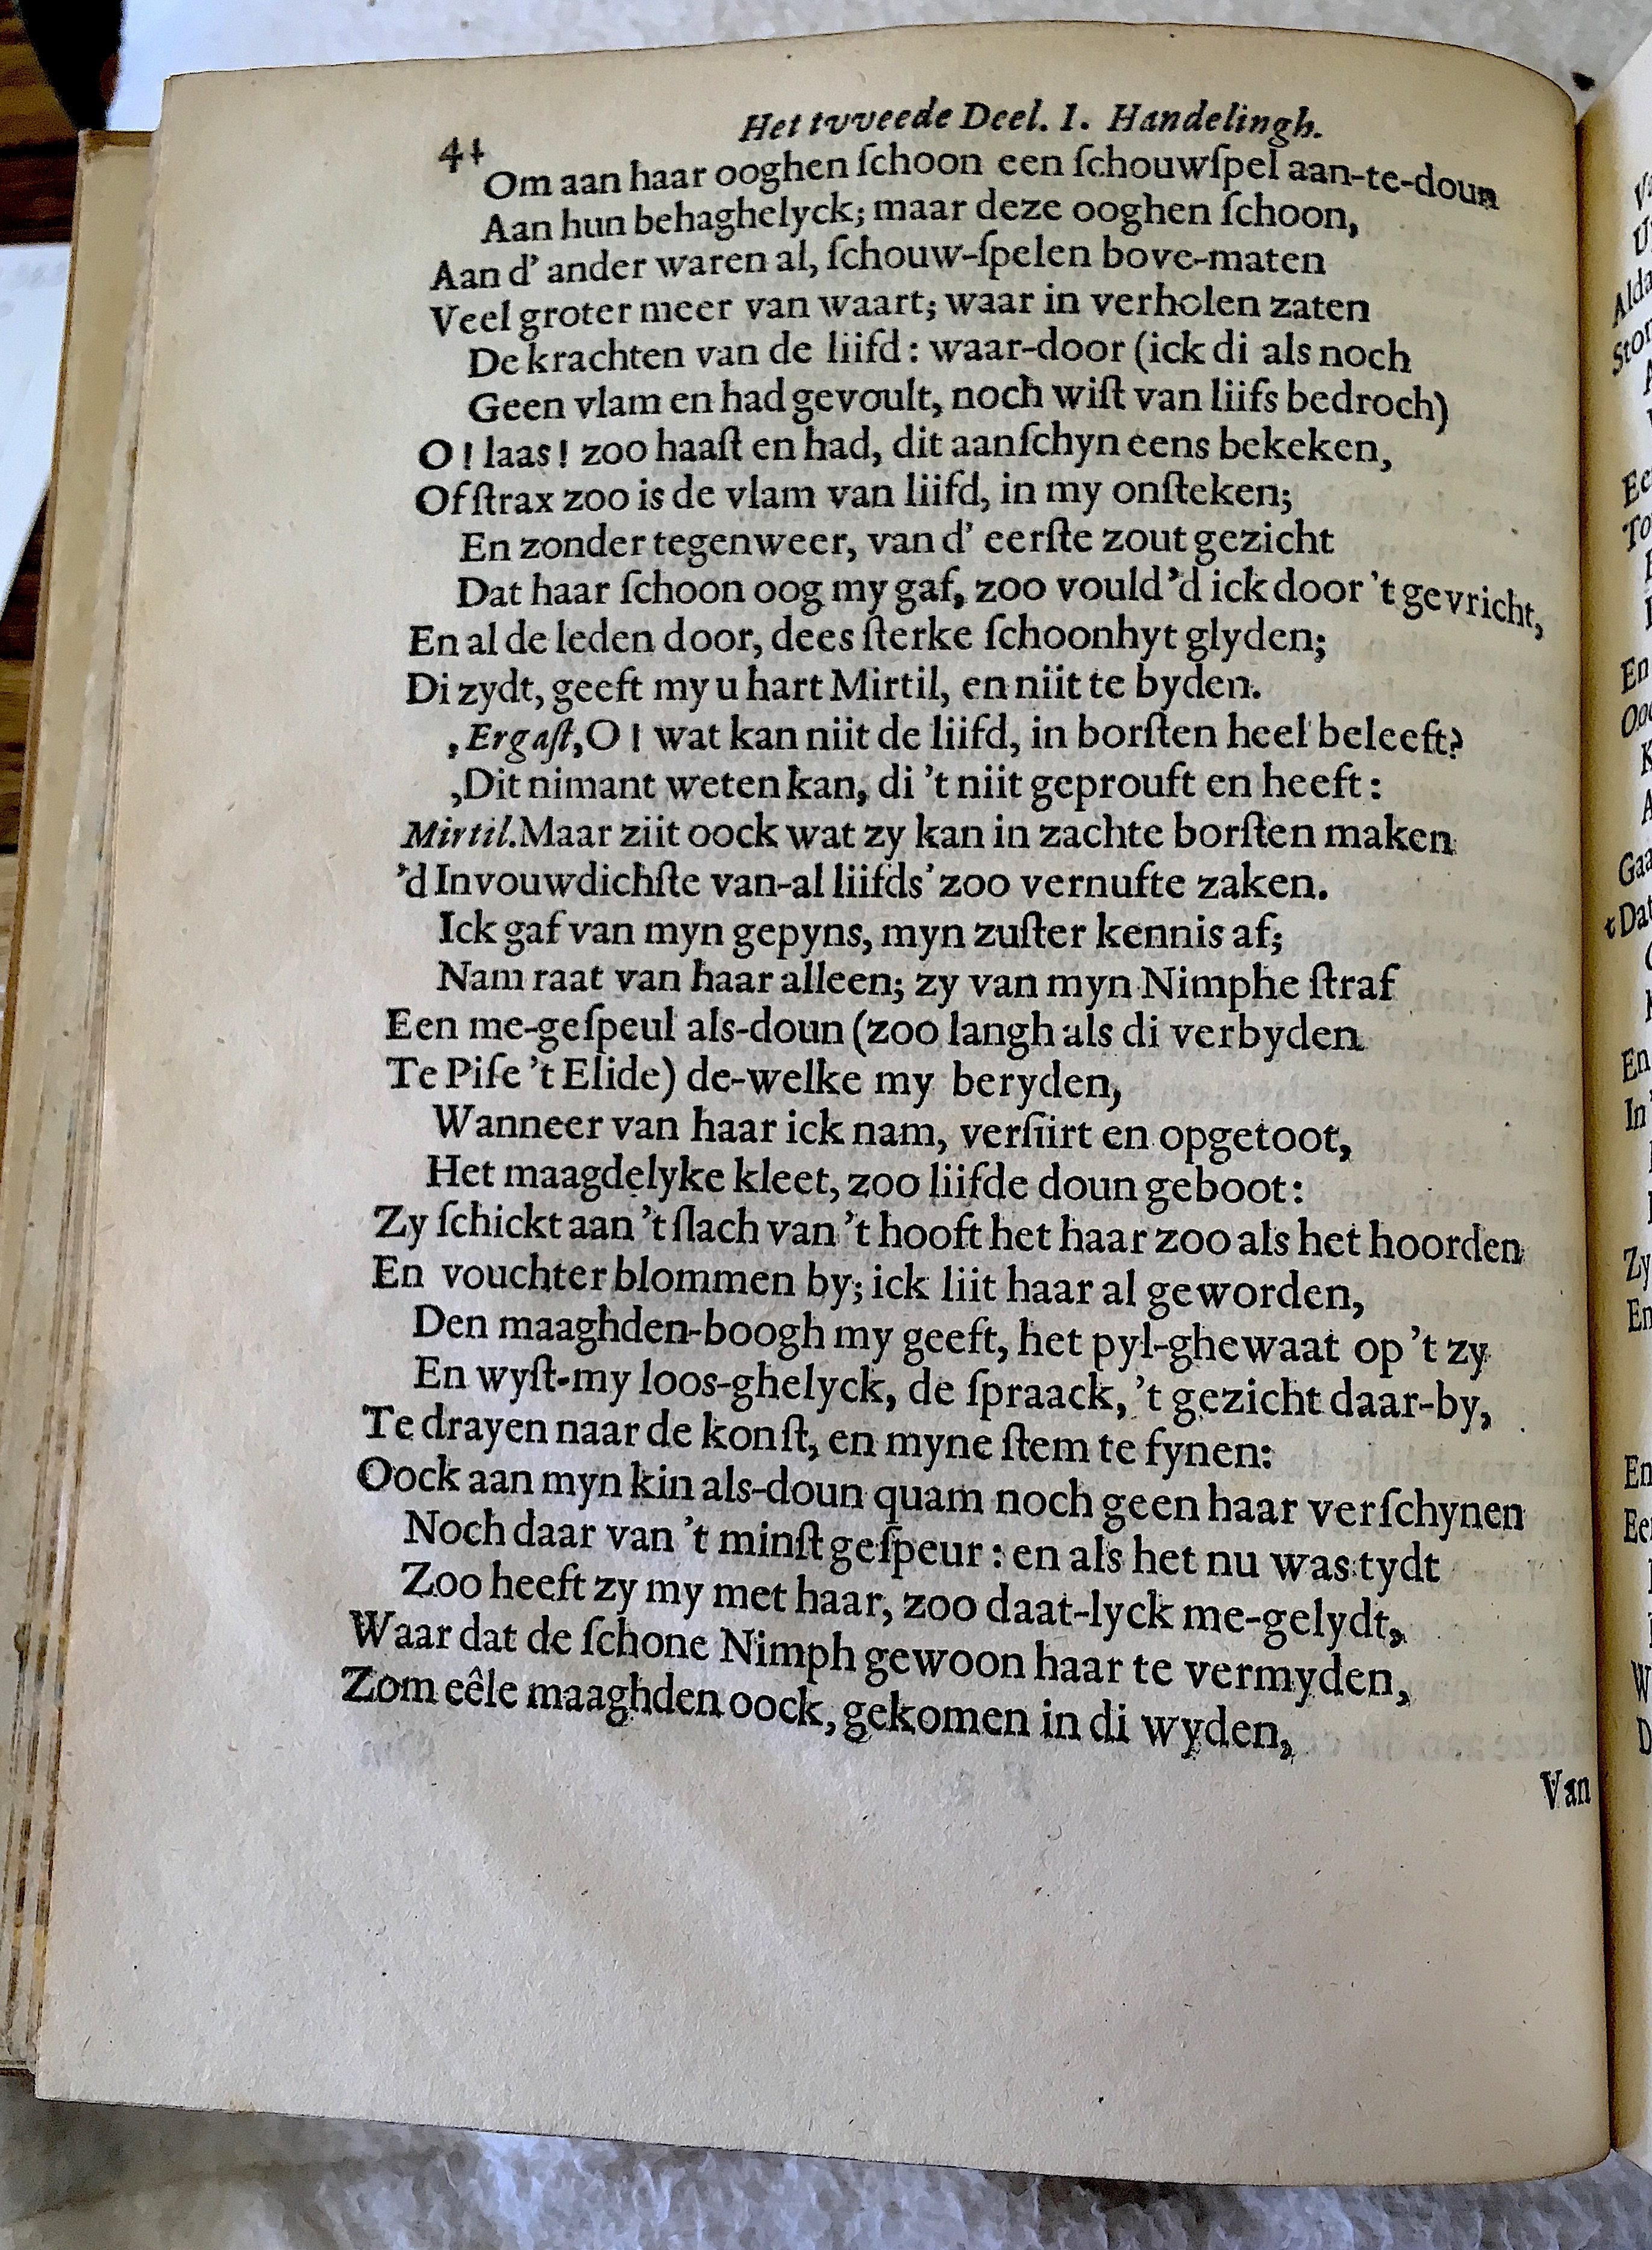 44 Het tvveede Deel. I. Handelingh.
Om aan haar ooghen ſchoon een ſchouwſpel aan-te-doun
Aan hun behaghelyck; maar deze ooghen ſchoon,
Aan d' ander waren al, ſchouw-ſpelen bove-maten
Veel groter meer van waart; waar in verholen zaten
De krachten van de liifd: waar-door (ick di als noch
Geen vlam en had gevoult, noch wiſt van liifs bedroch)
O! laas! zoo haaſt en had, dit aanſchyn eens bekeken,
Of ſtrax zoo is de vlam van liifd, in my onſteken;
En zonder tegenweer, van d' eerſte zout gezicht
Dat haar ſchoon oog my gaf, zoo vould'd ick door 't gevricht,
En al de leden door, dees ſterke ſchoonhyt glyden;
Di zydt, geeft my u hart Mirtil, en niit te byden.
,Ergaſt,O! wat kan niit de liifd, in borſten heel beleeft?
,Dit nimant weten kan, di 't niit geprouft en heeft:
Mirtil.Maar ziit oock wat zy kan in zachte borſten maken
'd Invouwdichſte van-al liifds' zoo vernufte zaken.
Ick gaf van myn gepyns, myn zuſter kennis af;
Nam raat van haar alleen; zy van myn Nimphe ſtraf
Een me-geſpeul als-doun (zoo langh als di verbyden
Te Piſe 't Elide) de-welke my beryden,
Wanneer van haar ick nam, verſiirt en opgetoot,
Het maagdelyke kleet, zoo liifde doun geboot:
Zy ſchickt aan 't ſlach van 't hooft het haar zoo als het hoorden
En vouchter blommen by; ick liit haar al geworden,
Den maaghden-boogh my geeft, het pyl-ghewaat op 't zy
En wyſt-my loos-ghelyck, de ſpraack, 't gezicht daar-by,
Te drayen naar de konſt, en myne ſtem te fynen:
Oock aan myn kin als-doun quam noch geen haar verſchynen
Noch daar van 't minſt geſpeur: en als het nu was tydt
Zoo heeft zy my met haar, zoo daat-lyck me-gelydt,
Waar dat de ſchone Nimph gewoon haar te vermyden,
Zom eêle maaghden oock, gekomen in di wyden,
Van